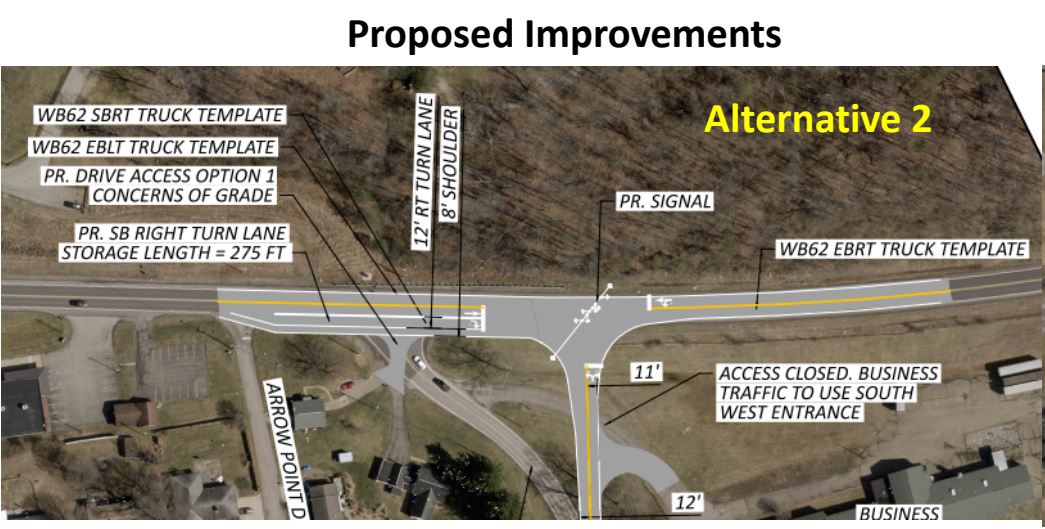 Proposed Improvements
Alternative 2
WB62 SBRT TRUCK TEMPLATE
WB62 EBLT TRUCK TEMPLATE
PR. DRIVE ACCESS OPTION 1
CONCERNS OF GRADE
PR. SB RIGHT TURN LANE
STORAGE LENGTH = 275 FT
12' RT TURN LANE
8' SHOULDER
PR. SIGNAL
WB62 EBRT TRUCK TEMPLATE
11'
ACCESS CLOSED. BUSINESS
TRAFFIC TO USE SOUTH
WEST ENTRANCE
ARROW POINT D
12'
BUSINESS